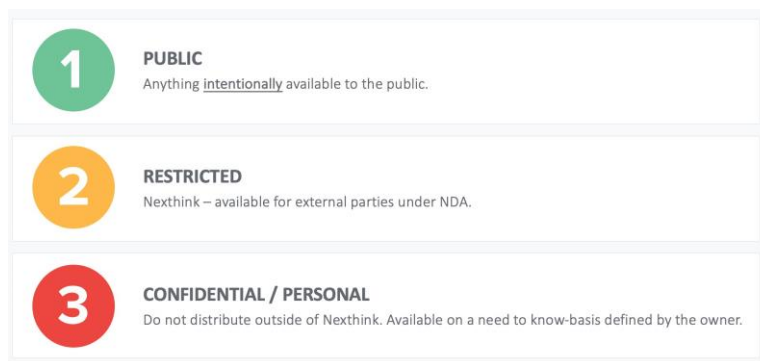 1
PUBLIC
Anything intentionally available to the public.
2
RESTRICTED
Nexthink – available for external parties under NDA.
3
CONFIDENTIAL / PERSONAL
Do not distribute outside of Nexthink. Available on a need to know-basis defined by the owner.